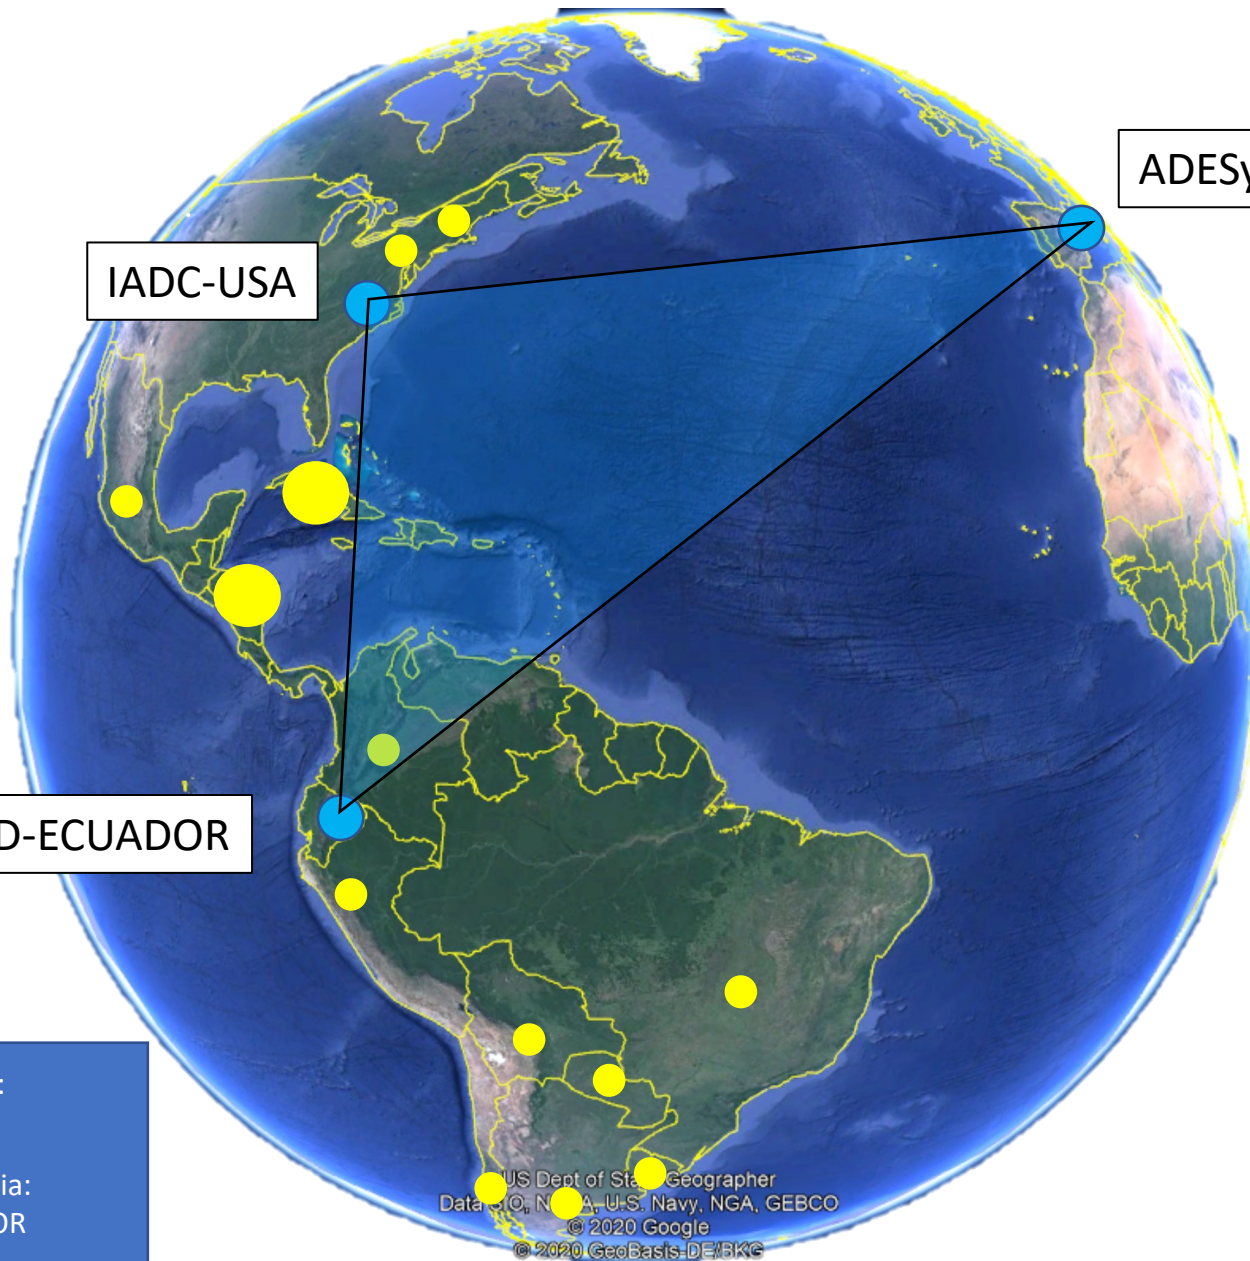 ADESy
IADC-USA
D-ECUADOR
:
ia:
OR
US Dept of State Geographer
Data SIO, NOAA, U.S. Navy, NGA, GEBCO
© 2020 Google
© 2020 GeoBasis-DE/BKG